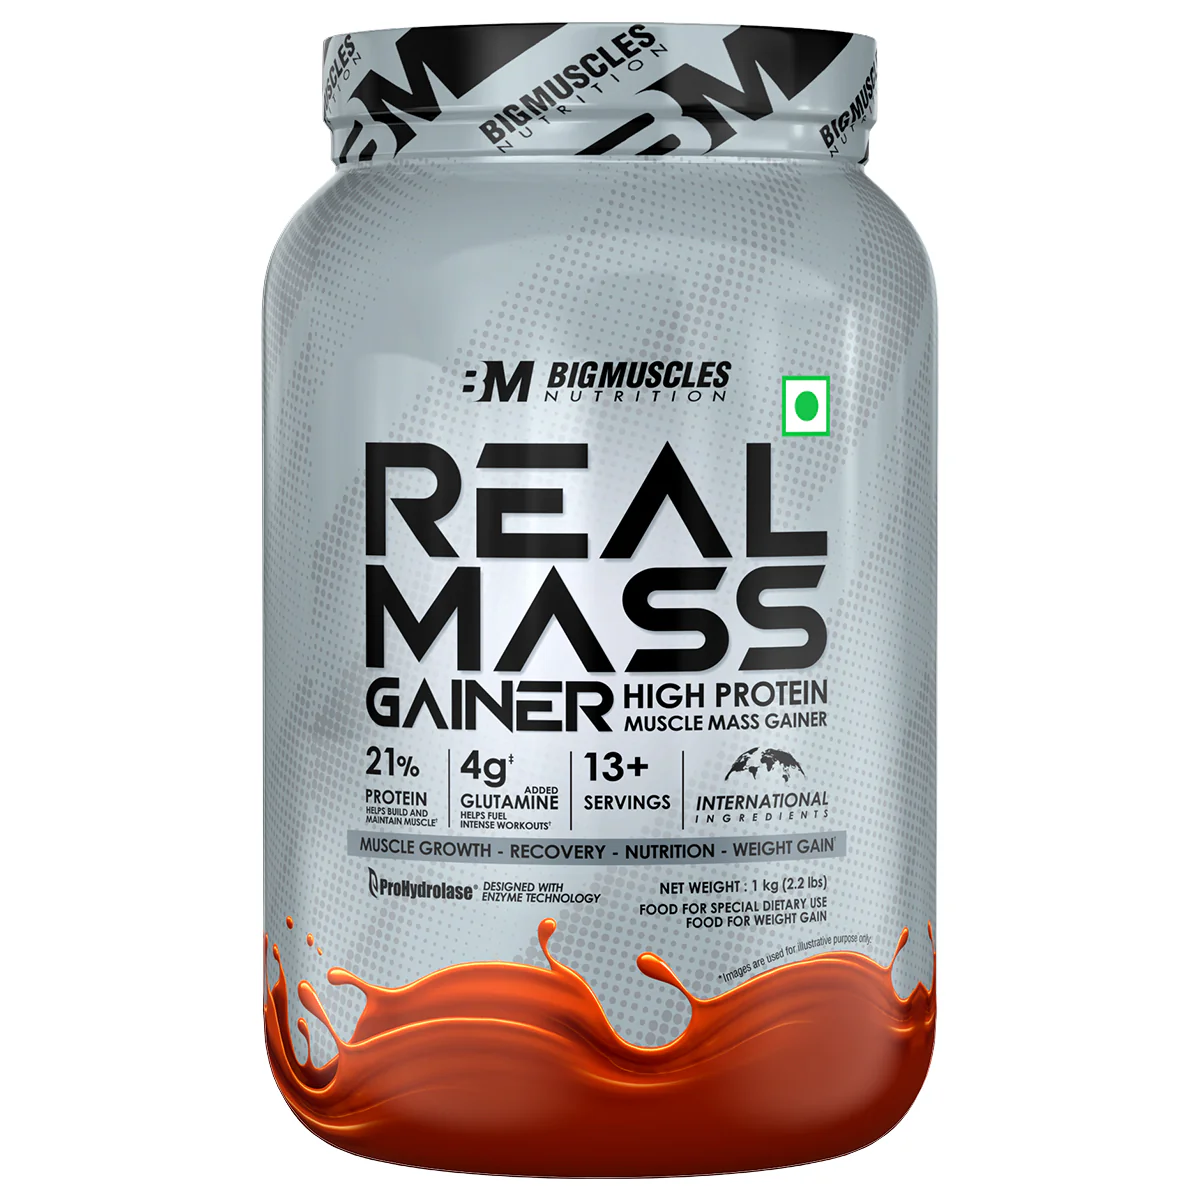 BM BIGMUSCLES
NUTRITION
BM BIGMUSCLES
NUTRITION
REAL
MASS
GAINER
HIGH PROTEIN
MUSCLE MASS GAINER
21%
PROTEIN
HELPS BUILD AND
MAINTAIN MUSCLE†
4g‡
ADDED
GLUTAMINE
HELPS FUEL
INTENSE WORKOUTS†
13+
SERVINGS
INTERNATIONAL
INGREDIENTS
MUSCLE GROWTH - RECOVERY - NUTRITION - WEIGHT GAIN†
ProHydrolase® DESIGNED WITH
ENZYME TECHNOLOGY
NET WEIGHT : 1 kg (2.2 lbs)
FOOD FOR SPECIAL DIETARY USE
FOOD FOR WEIGHT GAIN
*Images are used for illustrative purpose only.